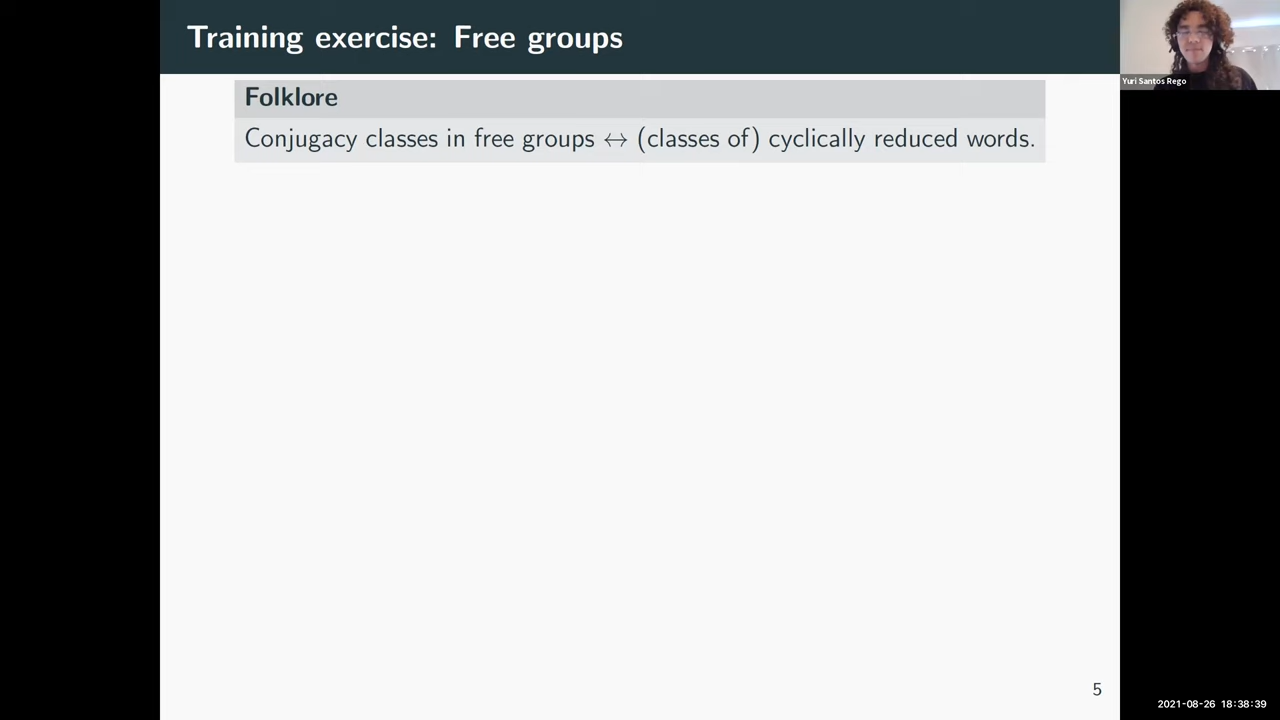 Training exercise: Free groups
Yuri Santos Rego
Folklore
Conjugacy classes in free groups ↔ (classes of) cyclically reduced words.
5
2021-08-26 18:38:39